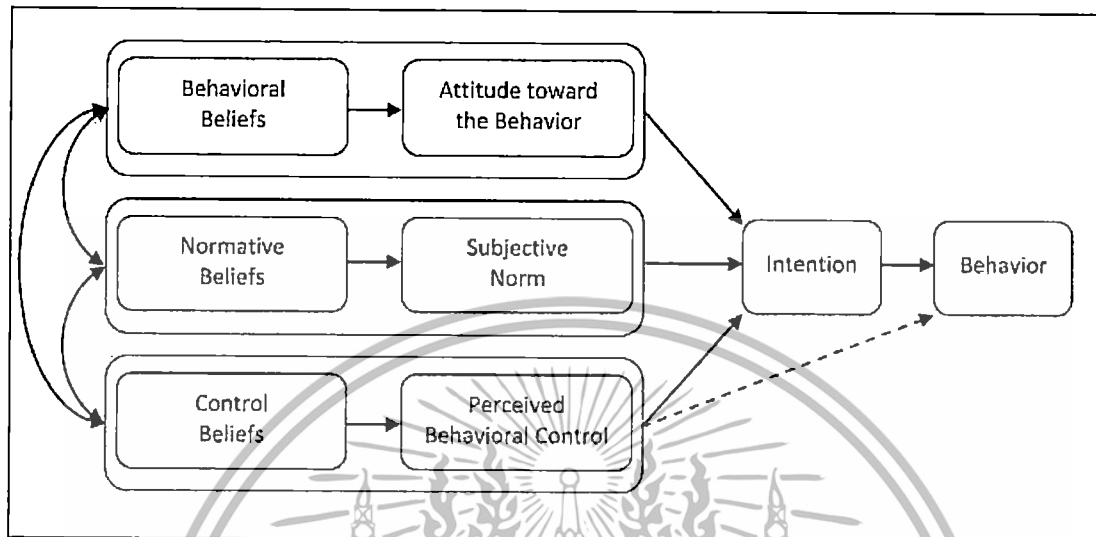 Behavioral
Beliefs
Attitude toward
the Behavior
Normative
Beliefs
Subjective
Norm
Intention
Behavior
Control
Beliefs
Perceived
Behavioral Control